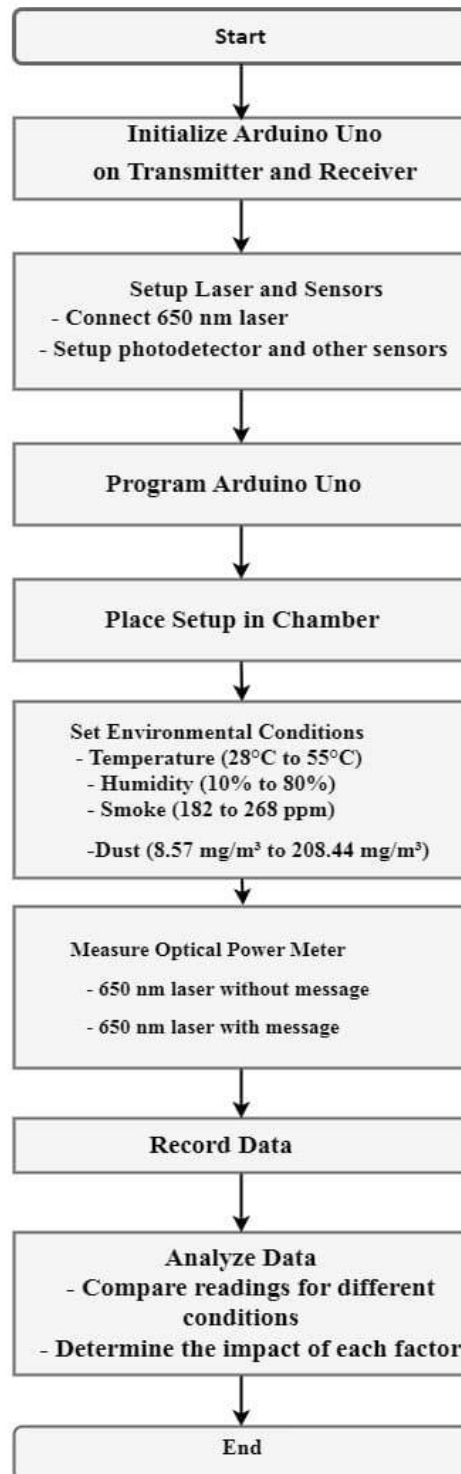 Start
Initialize Arduino Uno
on Transmitter and Receiver
Setup Laser and Sensors
- Connect 650 nm laser
- Setup photodetector and other sensors
Program Arduino Uno
Place Setup in Chamber
Set Environmental Conditions
- Temperature (28°C to 55°C)
- Humidity (10% to 80%)
- Smoke (182 to 268 ppm)
-Dust (8.57 mg/m³ to 208.44 mg/m³)
Measure Optical Power Meter
- 650 nm laser without message
- 650 nm laser with message
Record Data
Analyze Data
- Compare readings for different
conditions
- Determine the impact of each factor
End